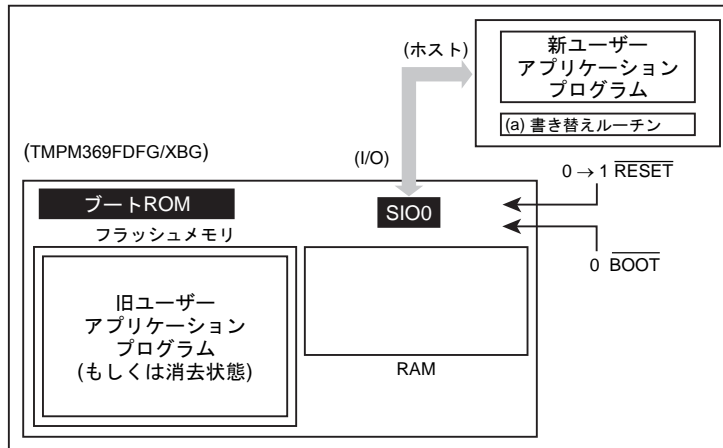 (ホスト)
新ユーザー
アプリケーション
プログラム
(a) 書き替えルーチン
(TMPM369FDFG/XBG)
(I/O)
0 → 1 RESET
ブートROM
SIO0
フラッシュメモリ
0 BOOT
旧ユーザー
アプリケーション
プログラム
(もしくは消去状態)
RAM